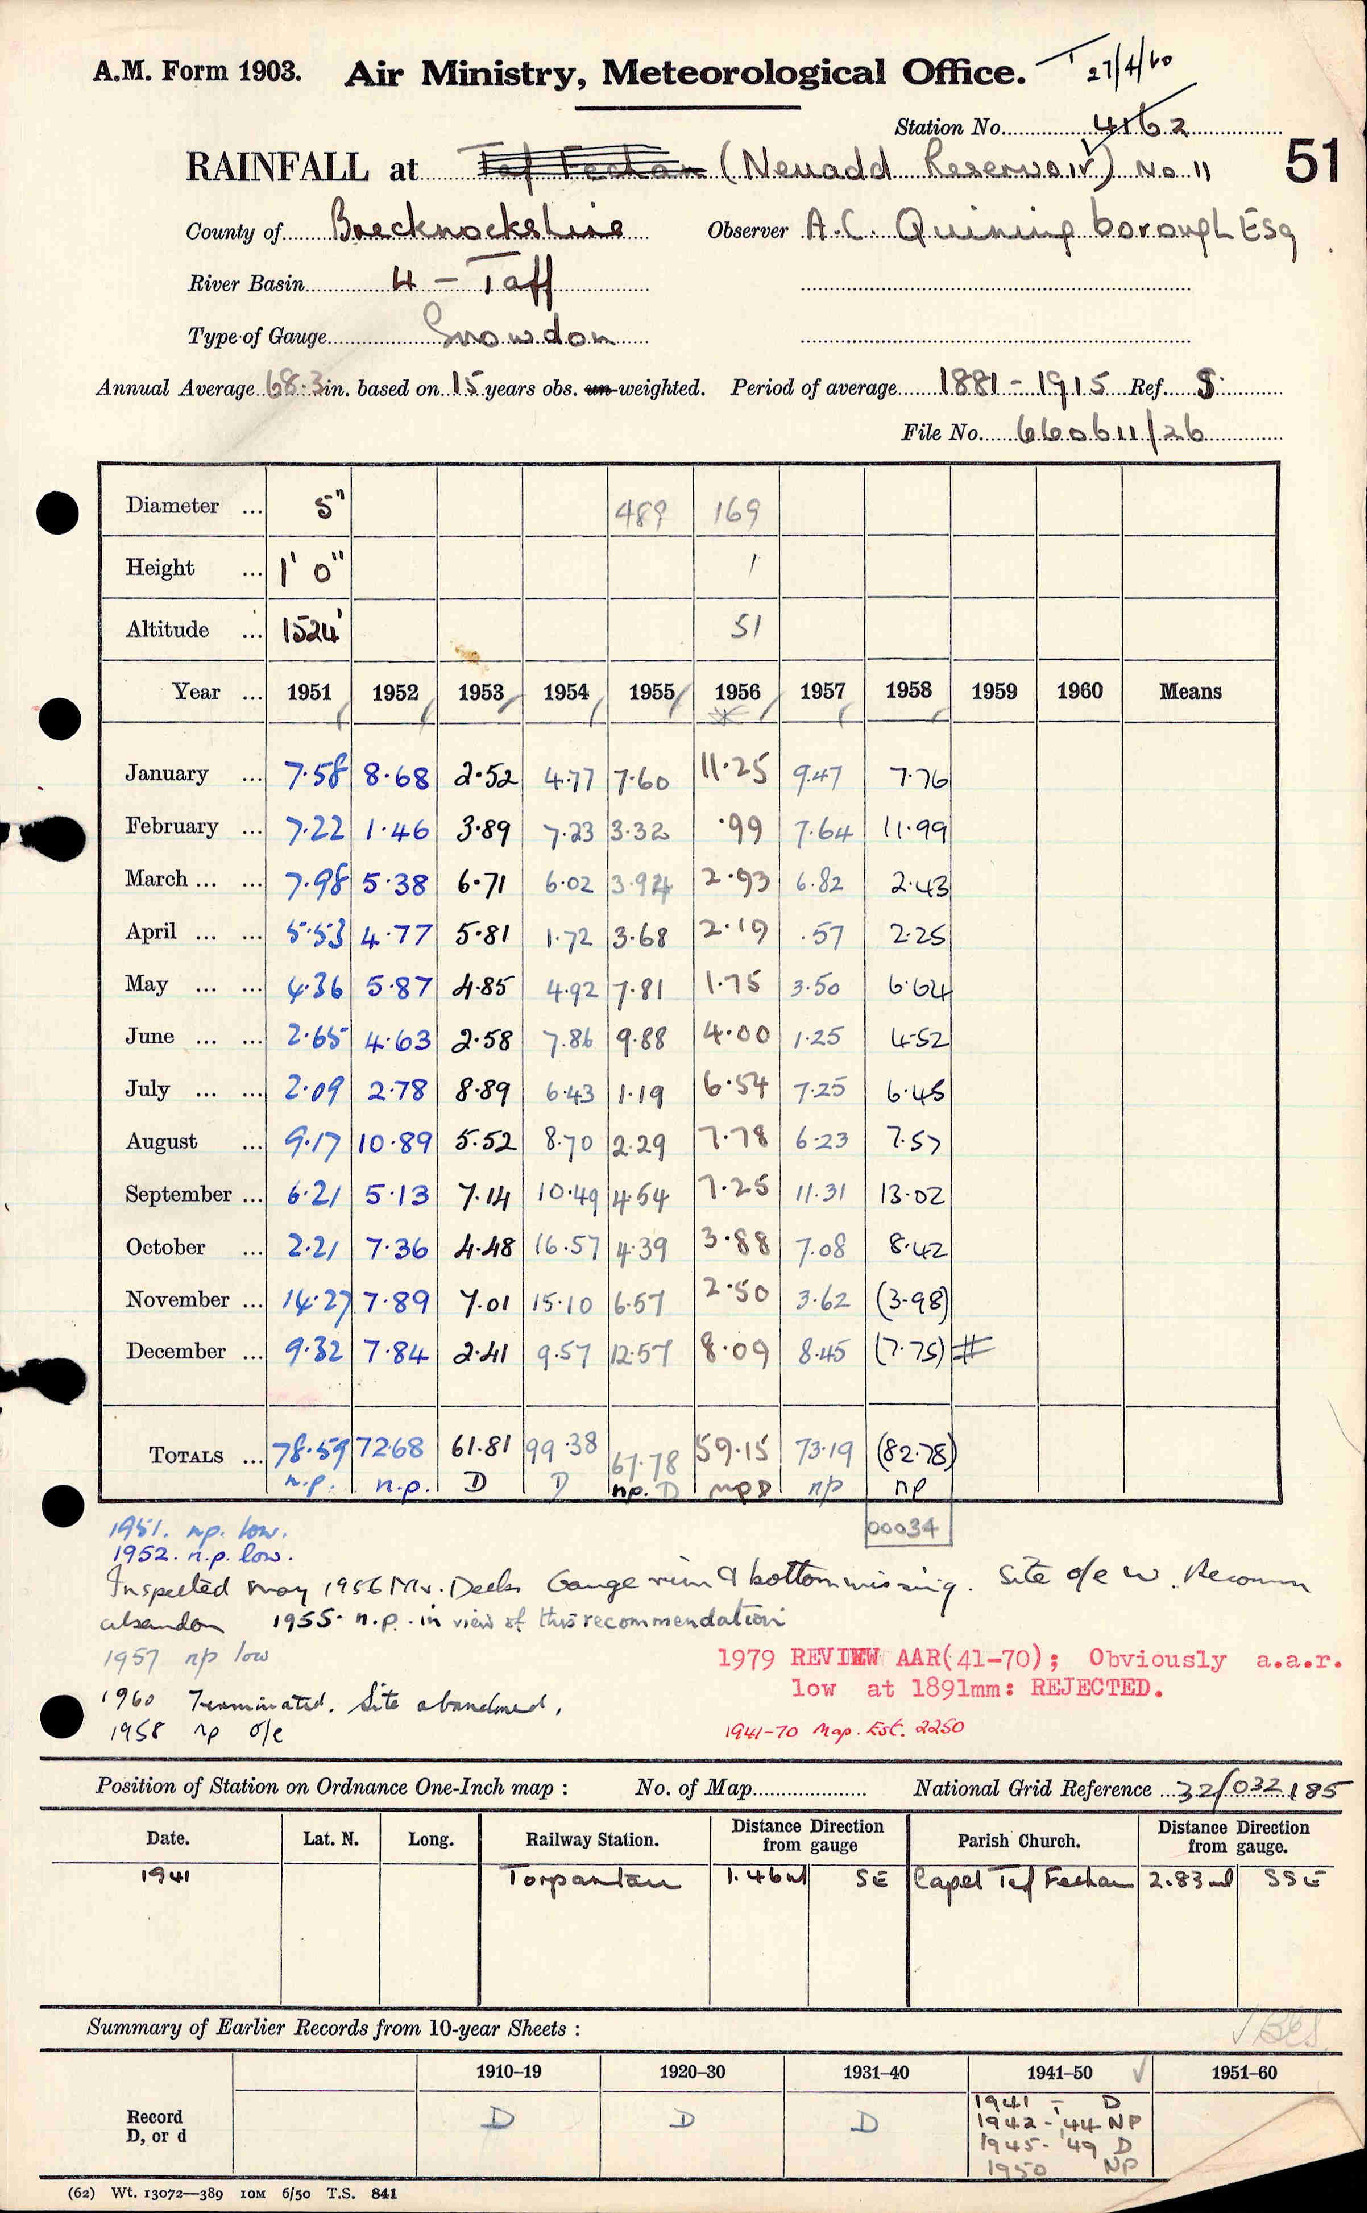 A.M. Form 1903. Air Ministry, Meteorological Office. T 27/4/60
Station No. 4162
RAINFALL at Taf Fechan (Neuadd Reservoir) No 11 51
County of Brecknockshire Observer A.C. Quiningborough Esq
River Basin 4 - Taff
Type of Gauge Snowdon
Annual Average 68.3 in. based on 15 years obs. un-weighted. Period of average 1881-1915 Ref. S.
File No. 660611/26
Diameter ... 5" 489 169
Height ... 1' 0" 1
Altitude ... 1524' 51
Year ... 1951 1952 1953 1954 1955 1956 1957 1958 1959 1960 Means
January ... 7.58 8.68 2.52 4.77 7.60 11.25 9.47 7.76
February ... 7.22 1.46 3.89 7.23 3.32 .99 7.64 11.99
March ... ... 7.98 5.38 6.71 6.02 3.94 2.93 6.82 2.43
April ... ... 5.53 4.77 5.81 1.72 3.68 2.19 .57 2.25
May ... ... 4.36 5.87 4.85 4.92 7.81 1.75 3.50 6.64
June ... ... 2.65 4.63 2.58 7.86 9.88 4.00 1.25 4.52
July ... ... 2.09 2.78 8.89 6.43 1.19 6.54 7.25 6.45
August ... 9.17 10.89 5.52 8.70 2.29 7.78 6.23 7.57
September ... 6.21 5.13 7.14 10.49 4.54 7.25 11.31 13.02
October ... 2.21 7.36 4.48 16.57 4.39 3.88 7.08 8.42
November ... 14.27 7.89 7.01 15.10 6.57 2.50 3.62 (3.98)
December ... 9.32 7.84 2.41 9.57 12.57 8.09 8.45 (7.75) #
TOTALS ... 78.59 72.68 61.81 99.38 67.78 59.15 73.19 (82.78)
n.p. n.p. D D np. D npD np np
00034
1951. np. low.
1952. n.p. low.
Inspected May 1956 Mr. Deeks Gauge rim & bottom missing. Site o/e W. Recomm
abandon 1955. n.p. in view of this recommendation
1957 np low
1979 REVIEW AAR(41-70); Obviously a.a.r.
low at 1891mm: REJECTED.
1960 Terminated. Site abandoned.
1958 np o/e
1941-70 Map. Est. 2250
Position of Station on Ordnance One-Inch map : No. of Map National Grid Reference 32/032185
Date. Lat. N. Long. Railway Station. Distance Direction from gauge Parish Church. Distance Direction from gauge.
1941 Torpantau 1.46 ml SE Capel Taf Fechan 2.83 ml SSE
Summary of Earlier Records from 10-year Sheets :
1910–19 1920–30 1931–40 1941–50 1951–60
Record
D, or d
D D D
1941 - D
1942-'44 NP
1945-'49 D
1950 NP
(62) Wt. 13072—389 10M 6/50 T.S. 841